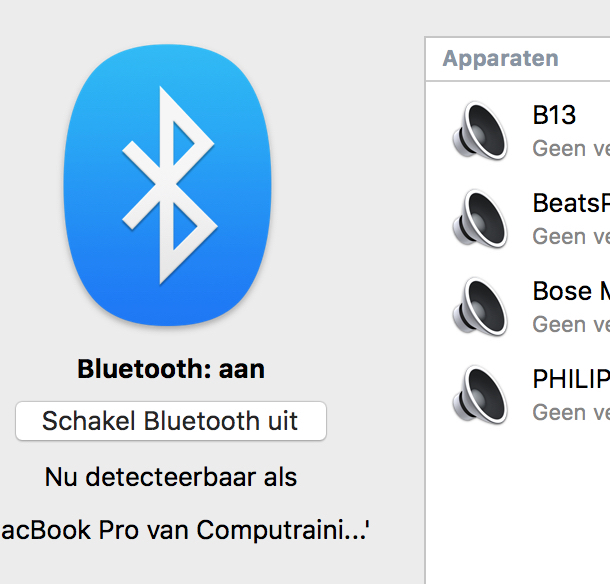 Bluetooth: aan
Schakel Bluetooth uit
Nu detecteerbaar als
acBook Pro van Computraini...'
Apparaten
B13
Geen ve
BeatsP
Geen ve
Bose M
Geen ve
PHILIP
Geen ve